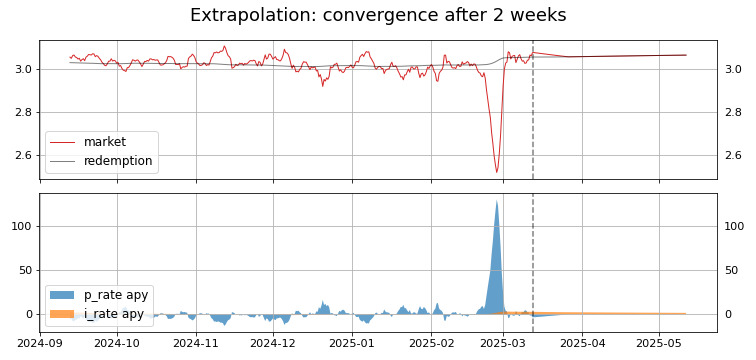 Extrapolation: convergence after 2 weeks
3.0
2.8
2.6
3.0
2.8
2.6
market
redemption
100
50
0
100
50
0
p_rate apy
i_rate apy
2024-09 2024-10 2024-11 2024-12 2025-01 2025-02 2025-03 2025-04 2025-05